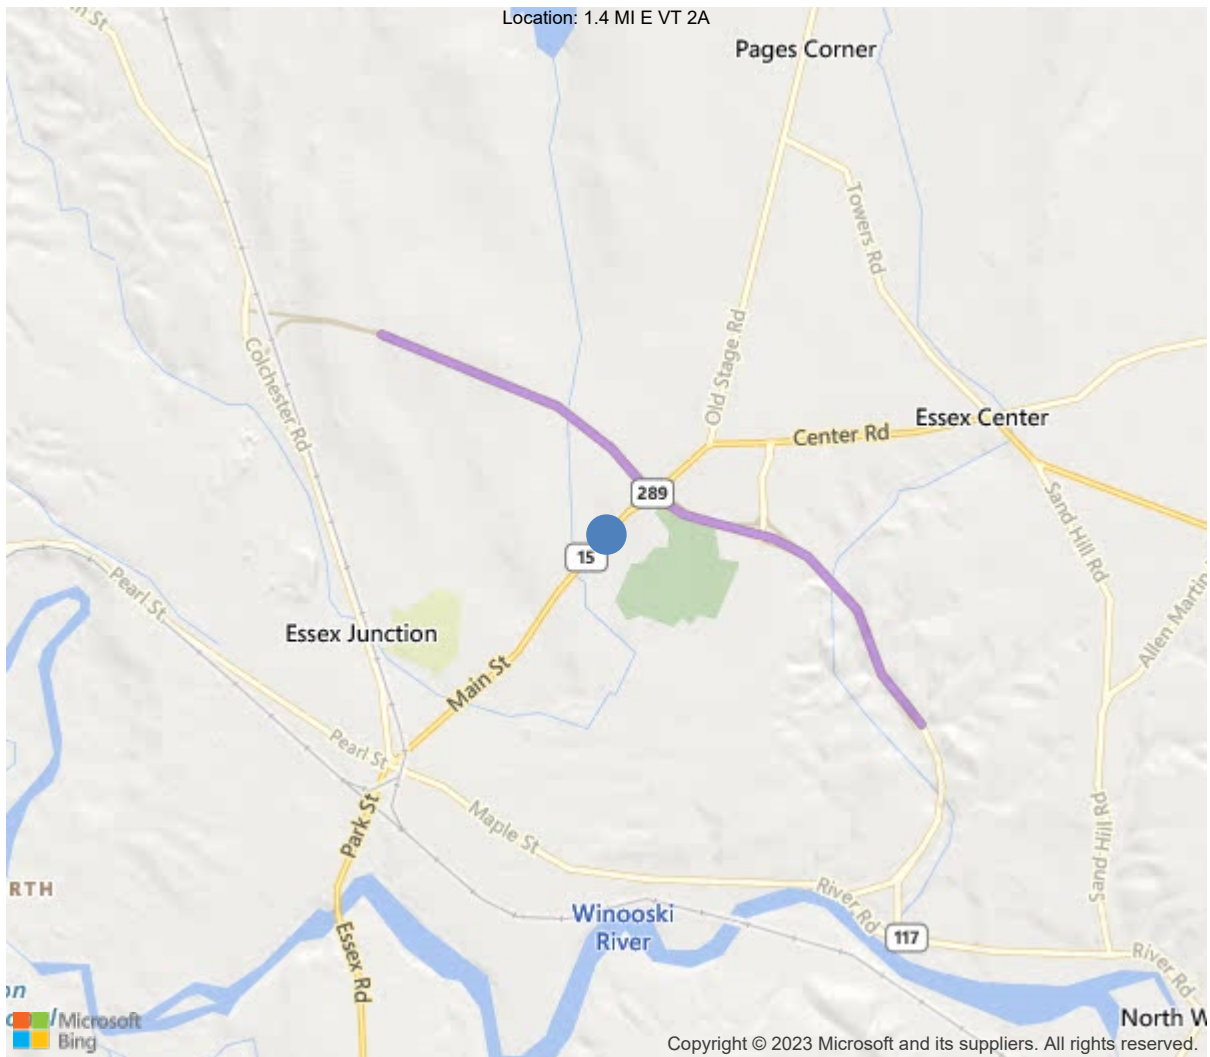 Location: 1.4 MI E VT 2A
n St
Pages Corner
Towers Rd
Old Stage Rd
Colchester Rd
Essex Center
Center Rd
289
Sand Hill Rd
15
Pearl St
Allen Martin
Essex Junction
Main St
Pearl St
Park St
Maple St
Sand Hill Rd
RTH
River Rd
Winooski
River
117
Essex Rd
River Rd
on
North W
Microsoft
Bing
Copyright © 2023 Microsoft and its suppliers. All rights reserved.